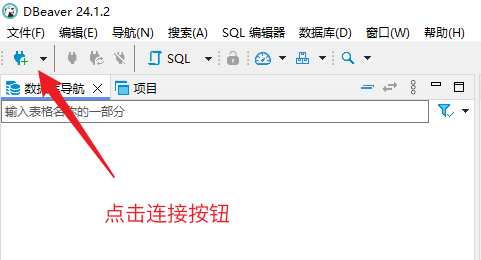 DBeaver 24.1.2
文件(F) 编辑(E) 导航(N) 搜索(A) SQL 编辑器 数据库(D) 窗口(W) 帮助(H)
SQL
数据库导航 项目
输入表格名称的一部分
点击连接按钮